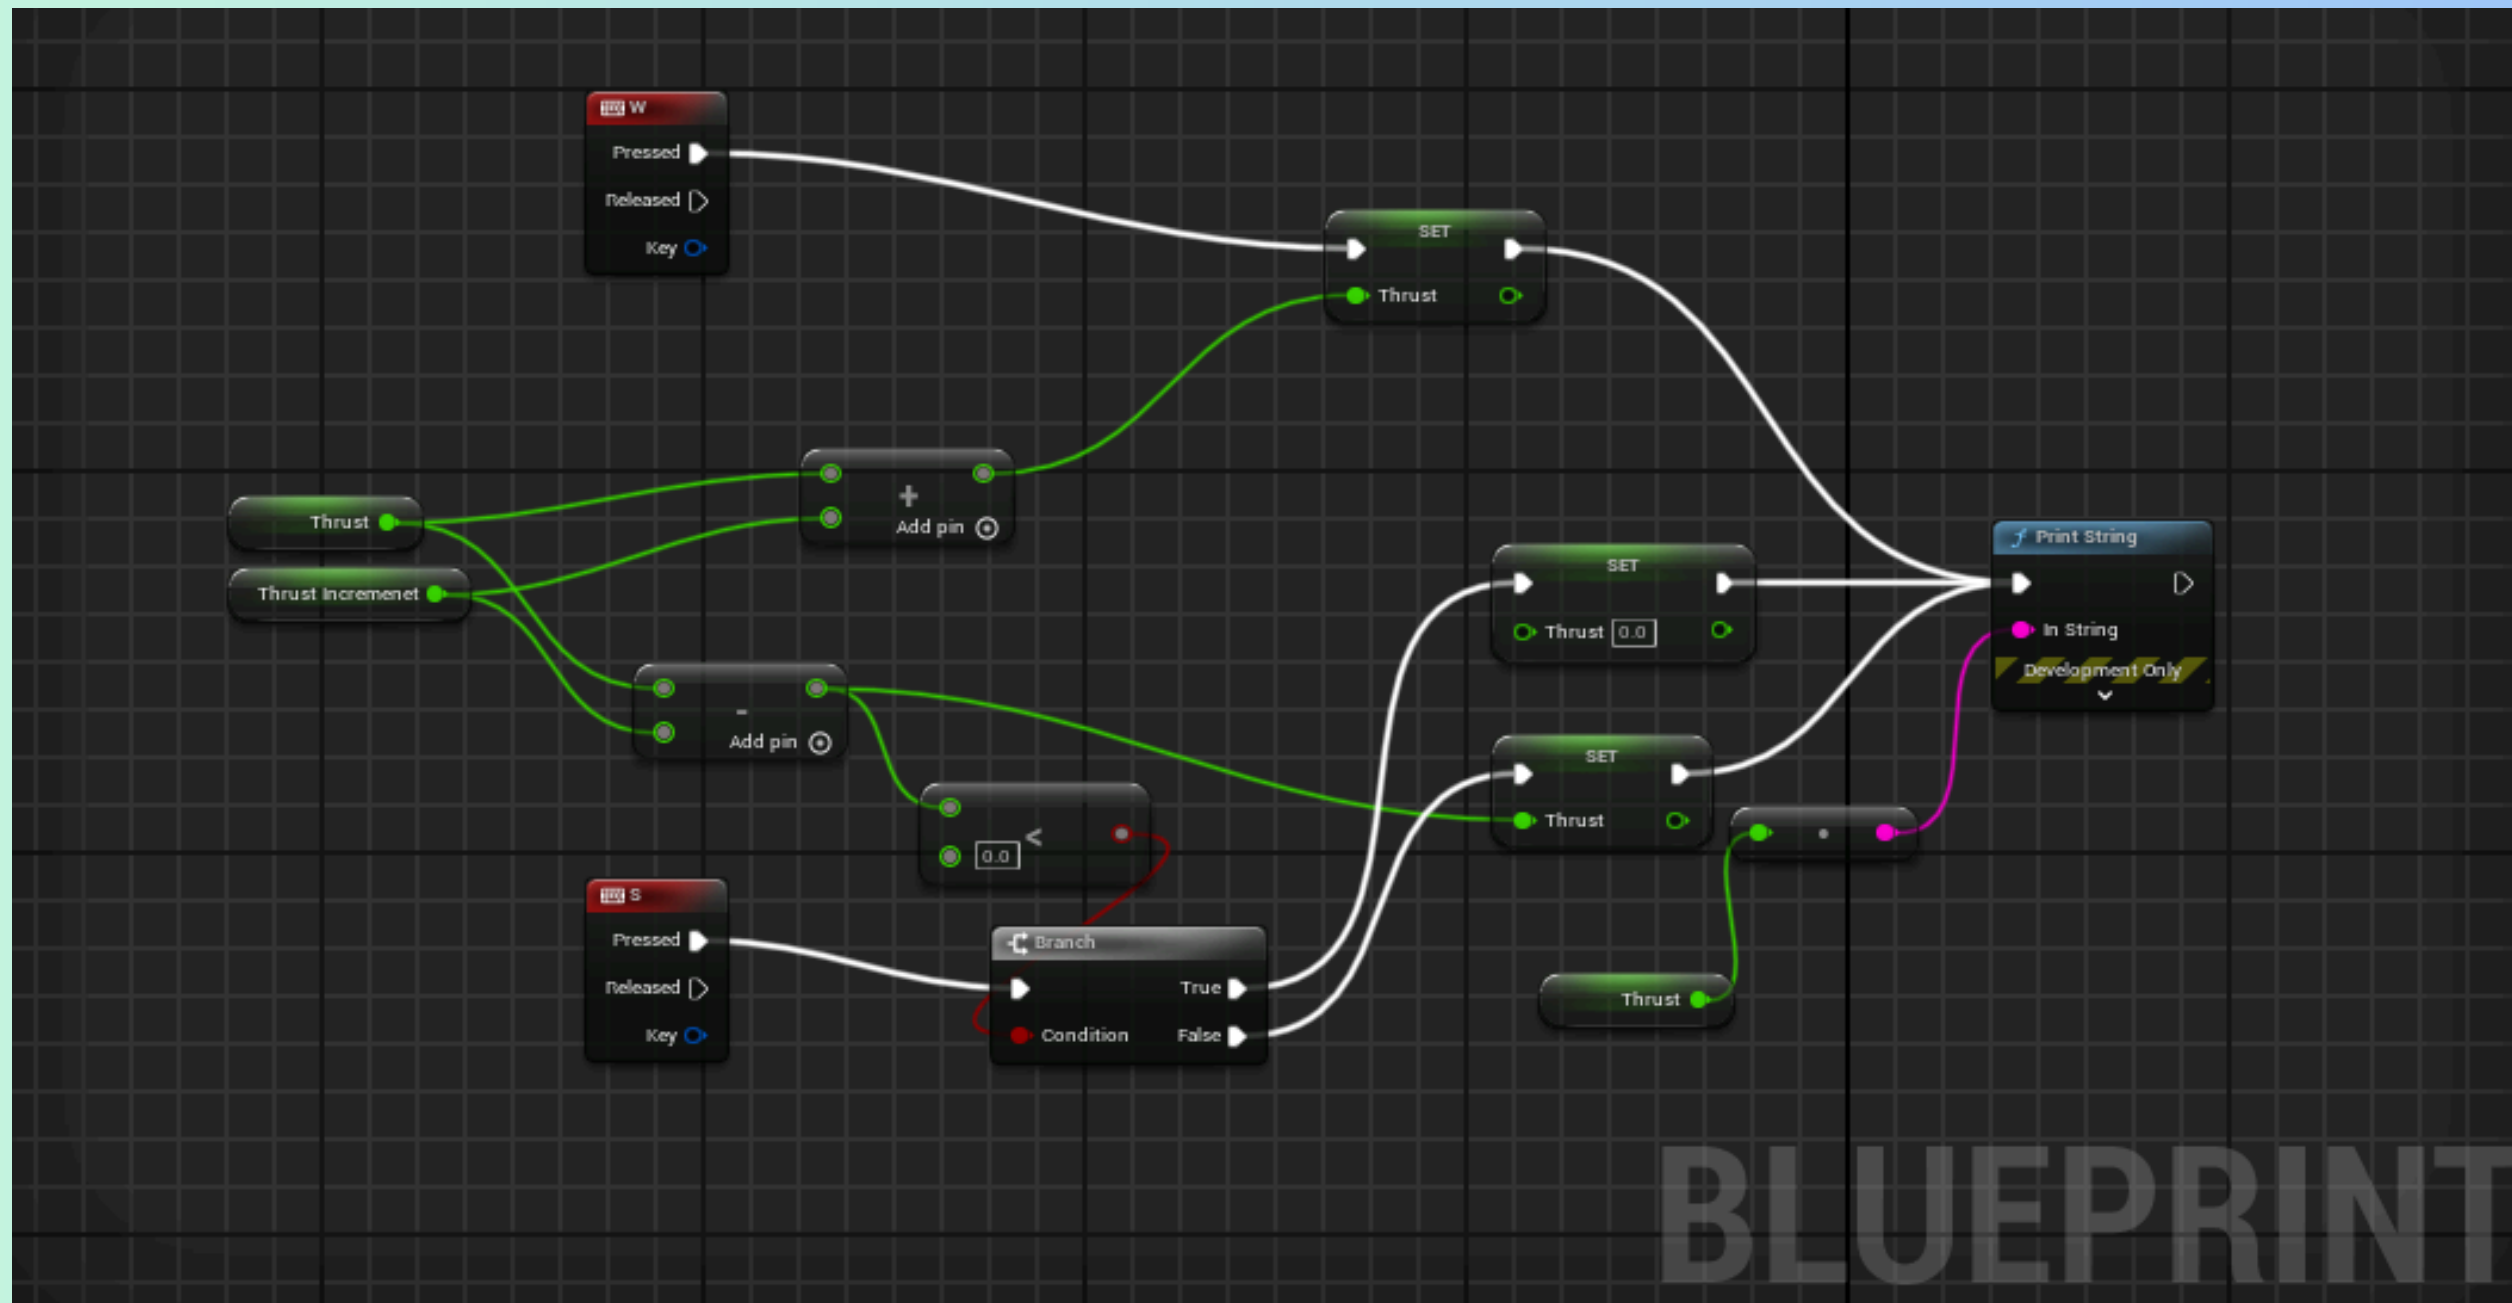 W
Pressed
Released
Key
SET
Thrust
+
Add pin
Thrust
Thrust Incremenet
-
Add pin
<
0.0
S
Pressed
Released
Key
Branch
True
Condition
False
SET
Thrust 0.0
SET
Thrust
Thrust
f Print String
In String
Development Only
BLUEPRINT